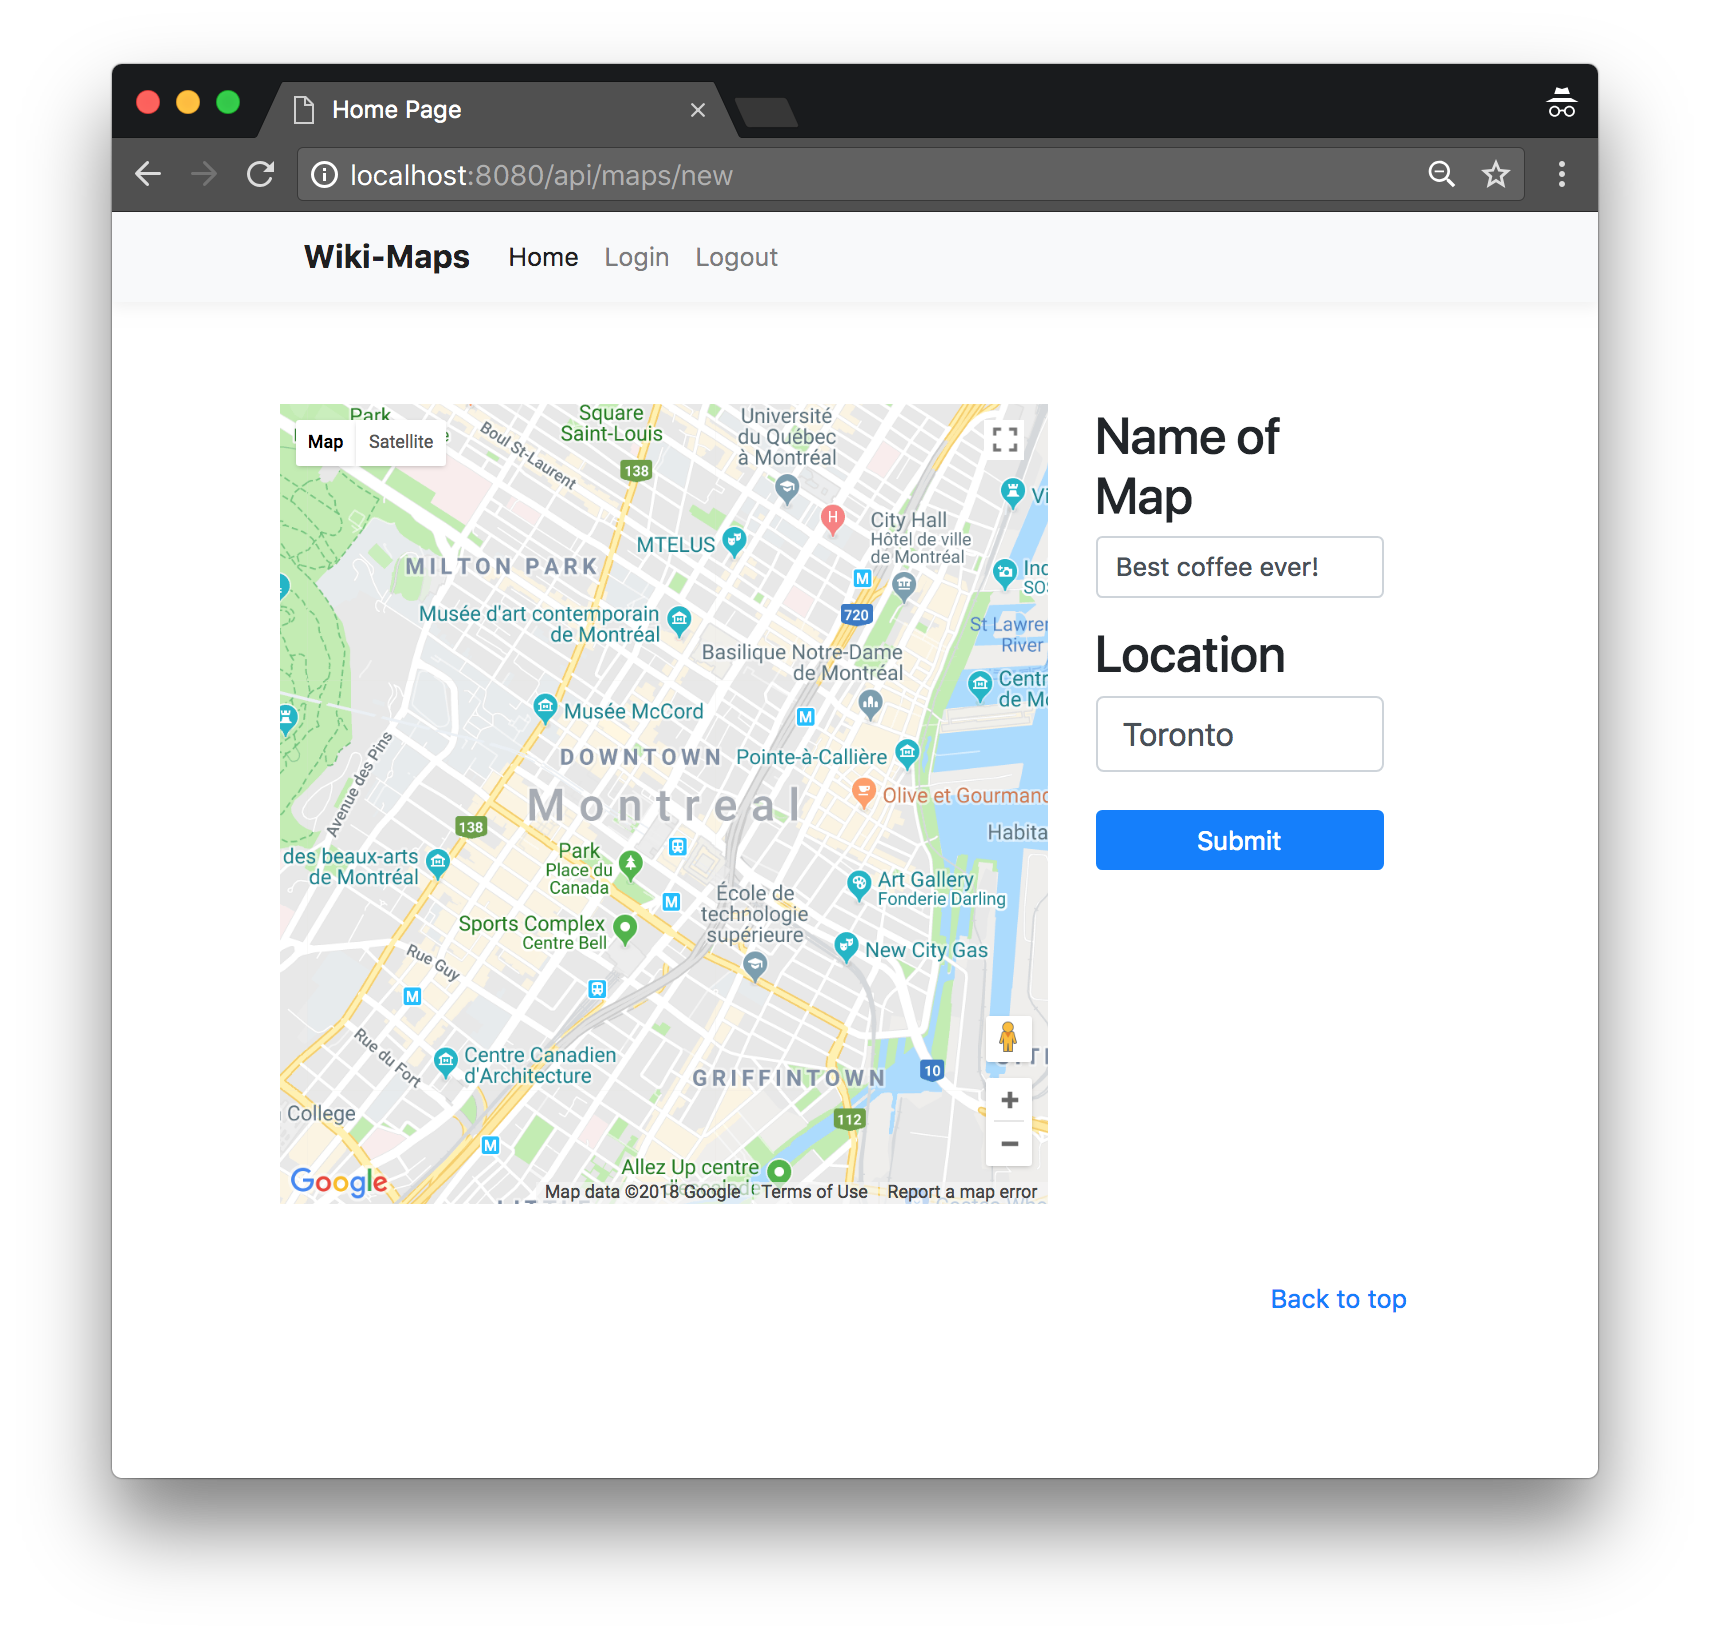 Home Page
localhost:8080/api/maps/new
Wiki-Maps Home Login Logout
Park
Map Satellite
Boul St-Laurent
Square
Saint-Louis
138
Université
du Québec
à Montréal
Vi
H
City Hall
Hôtel de ville
de Montréal
MTELUS
MILTON PARK
M
Ind
SOS
Musée d'art contemporain
de Montréal
720
St Lawren
River
Basilique Notre-Dame
de Montréal
Centr
de Mo
Musée McCord
M
DOWNTOWN
Pointe-à-Callière
Avenue des Pins
Montreal
Olive et Gourmand
138
Habita
des beaux-arts
de Montréal
Park
Place du
Canada
Art Gallery
Fonderie Darling
M
École de
technologie
supérieure
Sports Complex
Centre Bell
New City Gas
Rue Guy
M
Rue du Fort
Centre Canadien
d'Architecture
GRIFFINTOWN
10
College
112
M
Allez Up centre
Google
Map data ©2018 Google
Terms of Use
Report a map error
Name of
Map
Best coffee ever!
Location
Toronto
Submit
Back to top